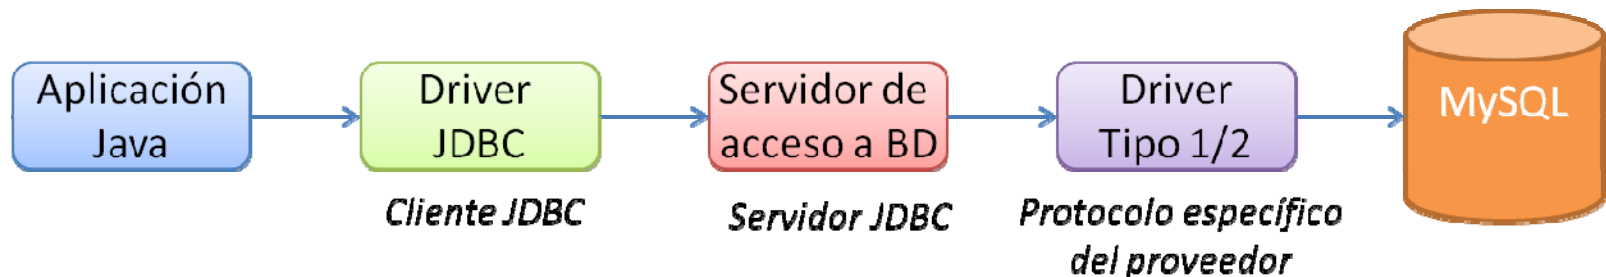 Aplicación
Java
Driver
JDBC
Servidor de
acceso a BD
Driver
Tipo 1/2
MySQL
Cliente JDBC
Servidor JDBC
Protocolo específico
del proveedor